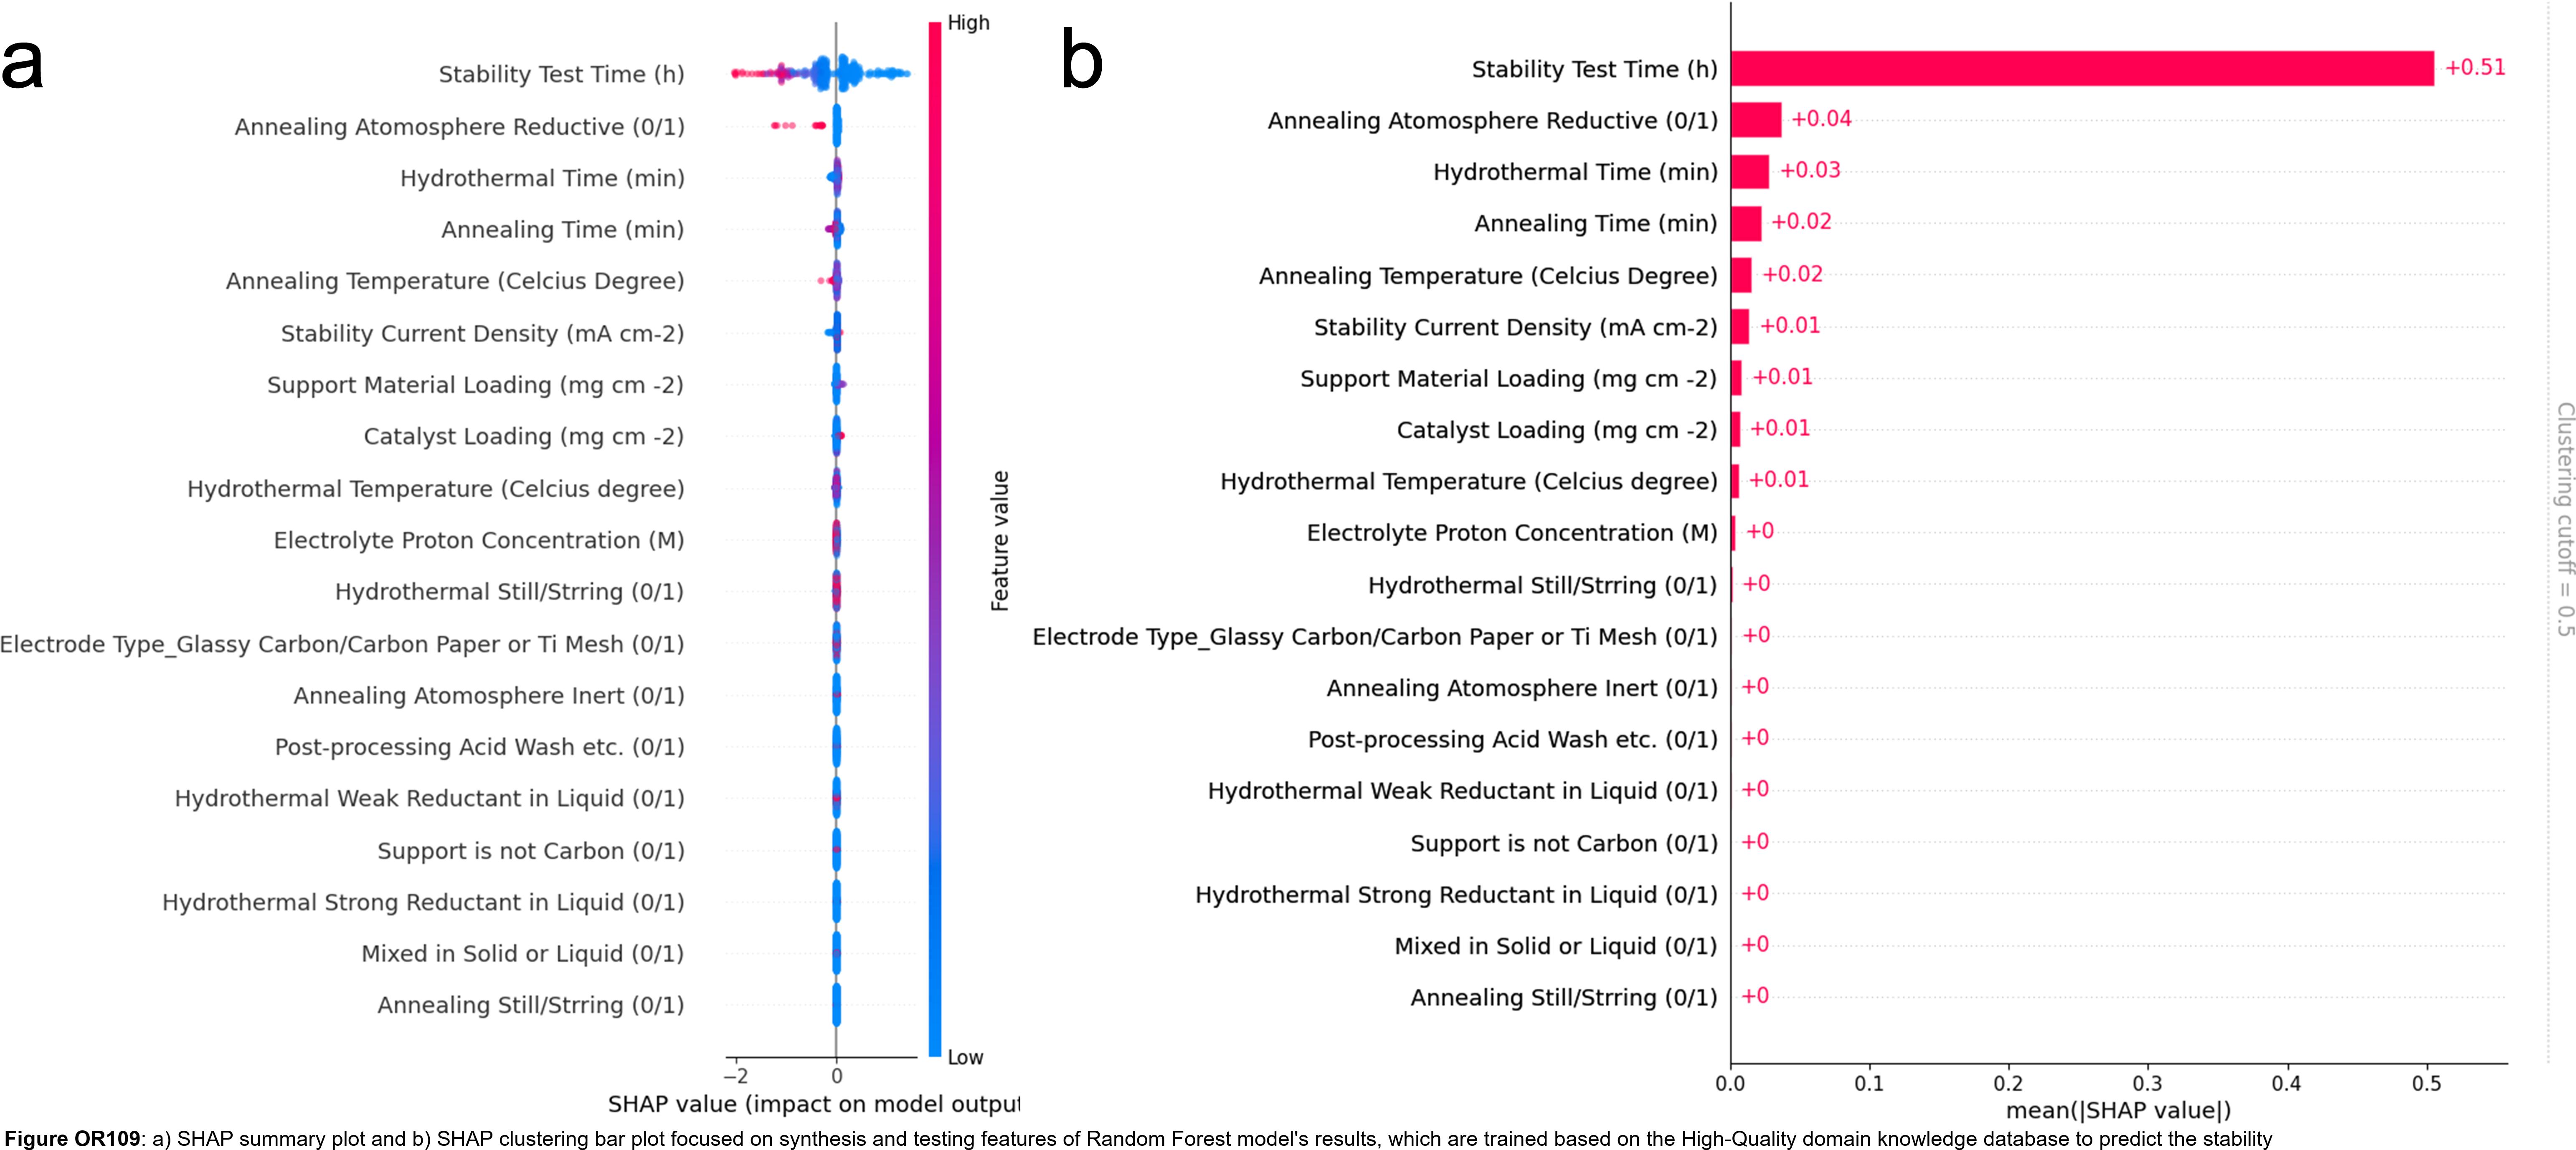 a
High
Stability Test Time (h)
Annealing Atomosphere Reductive (0/1)
Hydrothermal Time (min)
Annealing Time (min)
Annealing Temperature (Celcius Degree)
Stability Current Density (mA cm-2)
Support Material Loading (mg cm -2)
Catalyst Loading (mg cm -2)
Hydrothermal Temperature (Celcius degree)
Electrolyte Proton Concentration (M)
Hydrothermal Still/Strring (0/1)
Electrode Type_Glassy Carbon/Carbon Paper or Ti Mesh (0/1)
Annealing Atomosphere Inert (0/1)
Post-processing Acid Wash etc. (0/1)
Hydrothermal Weak Reductant in Liquid (0/1)
Support is not Carbon (0/1)
Hydrothermal Strong Reductant in Liquid (0/1)
Mixed in Solid or Liquid (0/1)
Annealing Still/Strring (0/1)
Feature value
Low
−2 0
SHAP value (impact on model output
b
Stability Test Time (h) +0.51
Annealing Atomosphere Reductive (0/1) +0.04
Hydrothermal Time (min) +0.03
Annealing Time (min) +0.02
Annealing Temperature (Celcius Degree) +0.02
Stability Current Density (mA cm-2) +0.01
Support Material Loading (mg cm -2) +0.01
Catalyst Loading (mg cm -2) +0.01
Hydrothermal Temperature (Celcius degree) +0.01
Electrolyte Proton Concentration (M) +0
Hydrothermal Still/Strring (0/1) +0
Electrode Type_Glassy Carbon/Carbon Paper or Ti Mesh (0/1) +0
Annealing Atomosphere Inert (0/1) +0
Post-processing Acid Wash etc. (0/1) +0
Hydrothermal Weak Reductant in Liquid (0/1) +0
Support is not Carbon (0/1) +0
Hydrothermal Strong Reductant in Liquid (0/1) +0
Mixed in Solid or Liquid (0/1) +0
Annealing Still/Strring (0/1) +0
Clustering cutoff = 0.5
0.0 0.1 0.2 0.3 0.4 0.5
mean(|SHAP value|)
Figure OR109: a) SHAP summary plot and b) SHAP clustering bar plot focused on synthesis and testing features of Random Forest model's results, which are trained based on the High-Quality domain knowledge database to predict the stability